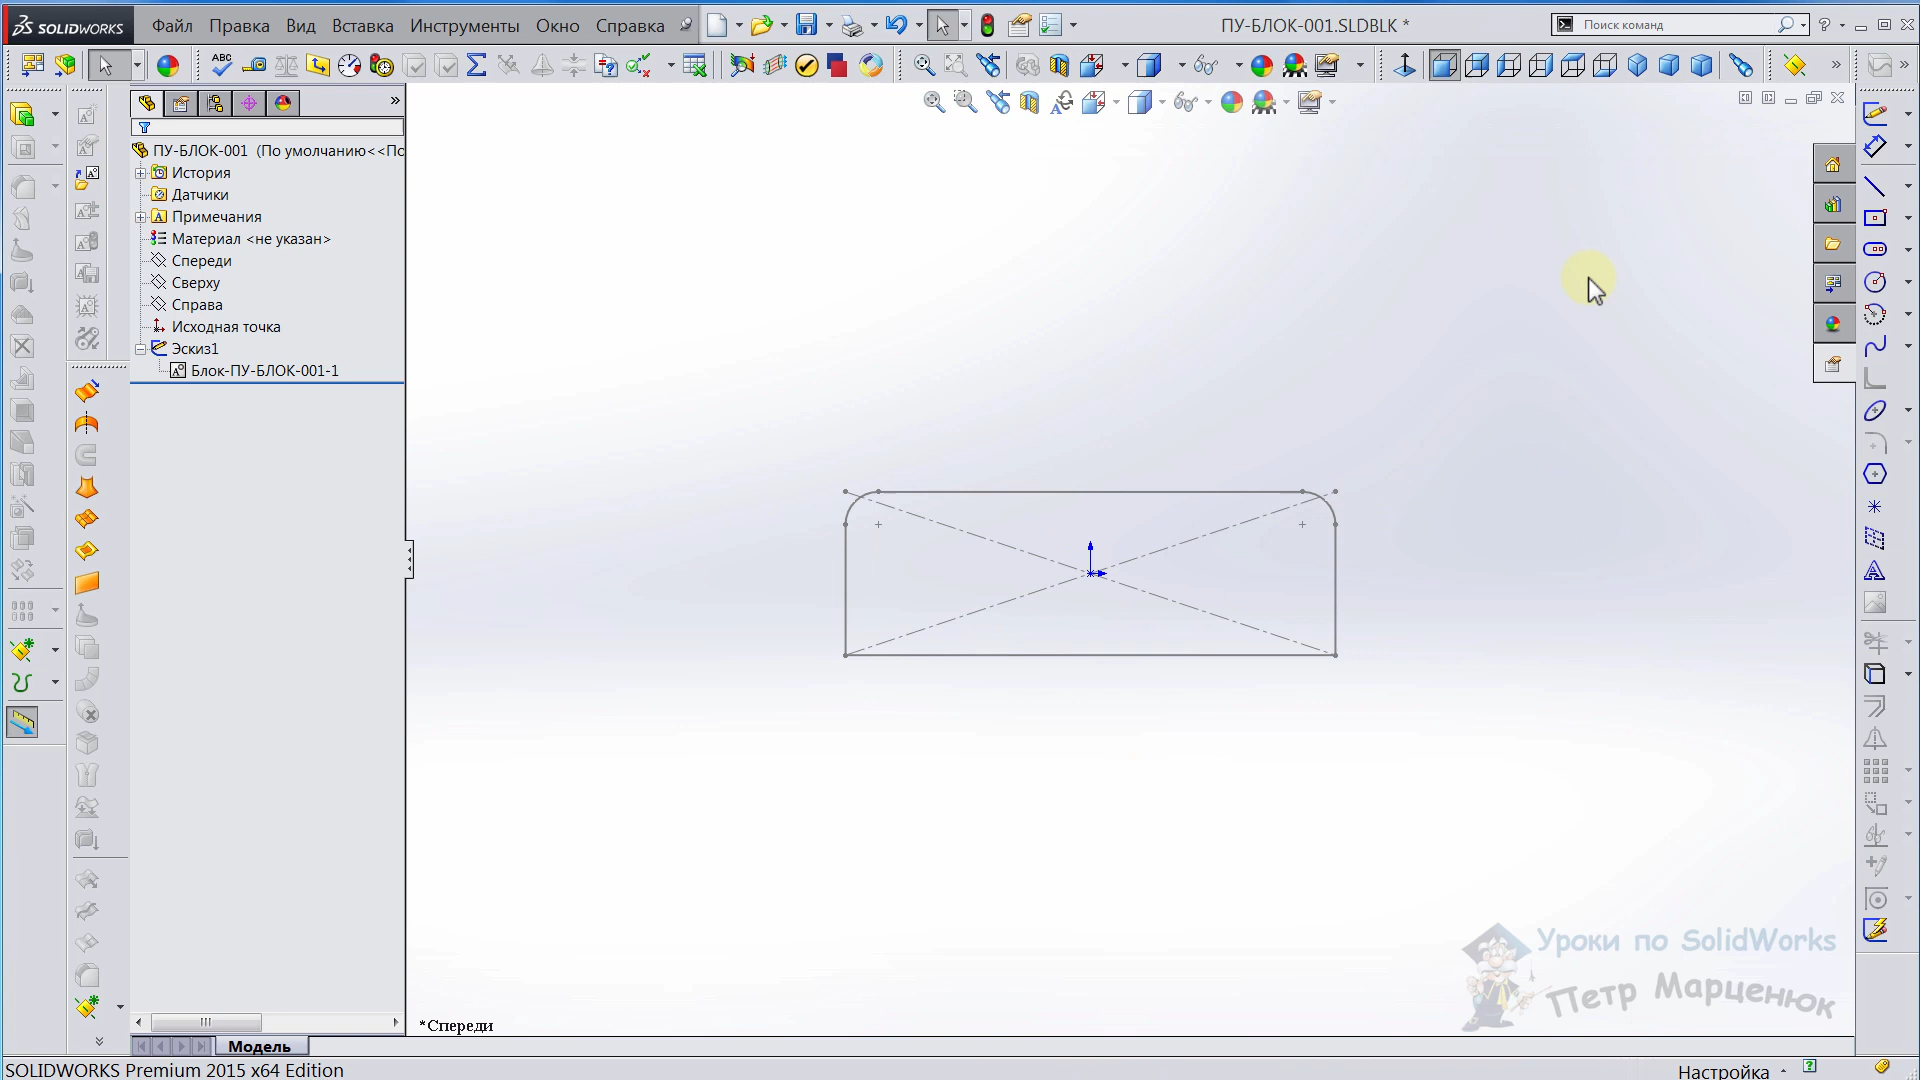 SOLIDWORKS
Файл Правка Вид Вставка Инструменты Окно Справка
ПУ-БЛОК-001.SLDBLK *
Поиск команд
ПУ-БЛОК-001 (По умолчанию<<По
История
Датчики
Примечания
Материал <не указан>
Спереди
Сверху
Справа
Исходная точка
Эскиз1
Блок-ПУ-БЛОК-001-1
*Спереди
Уроки по SolidWorks
Петр Марценюк
Модель
SOLIDWORKS Premium 2015 x64 Edition
Настройка